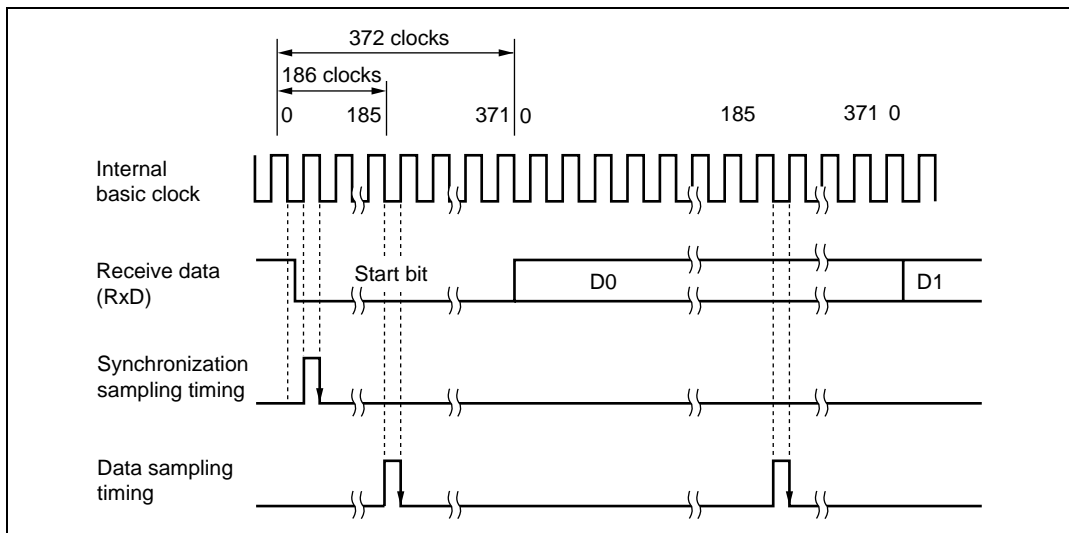 372 clocks
186 clocks
0 185 371 0 185 371 0
Internal
basic clock
Receive data
(RxD)
Start bit
D0
D1
Synchronization
sampling timing
Data sampling
timing